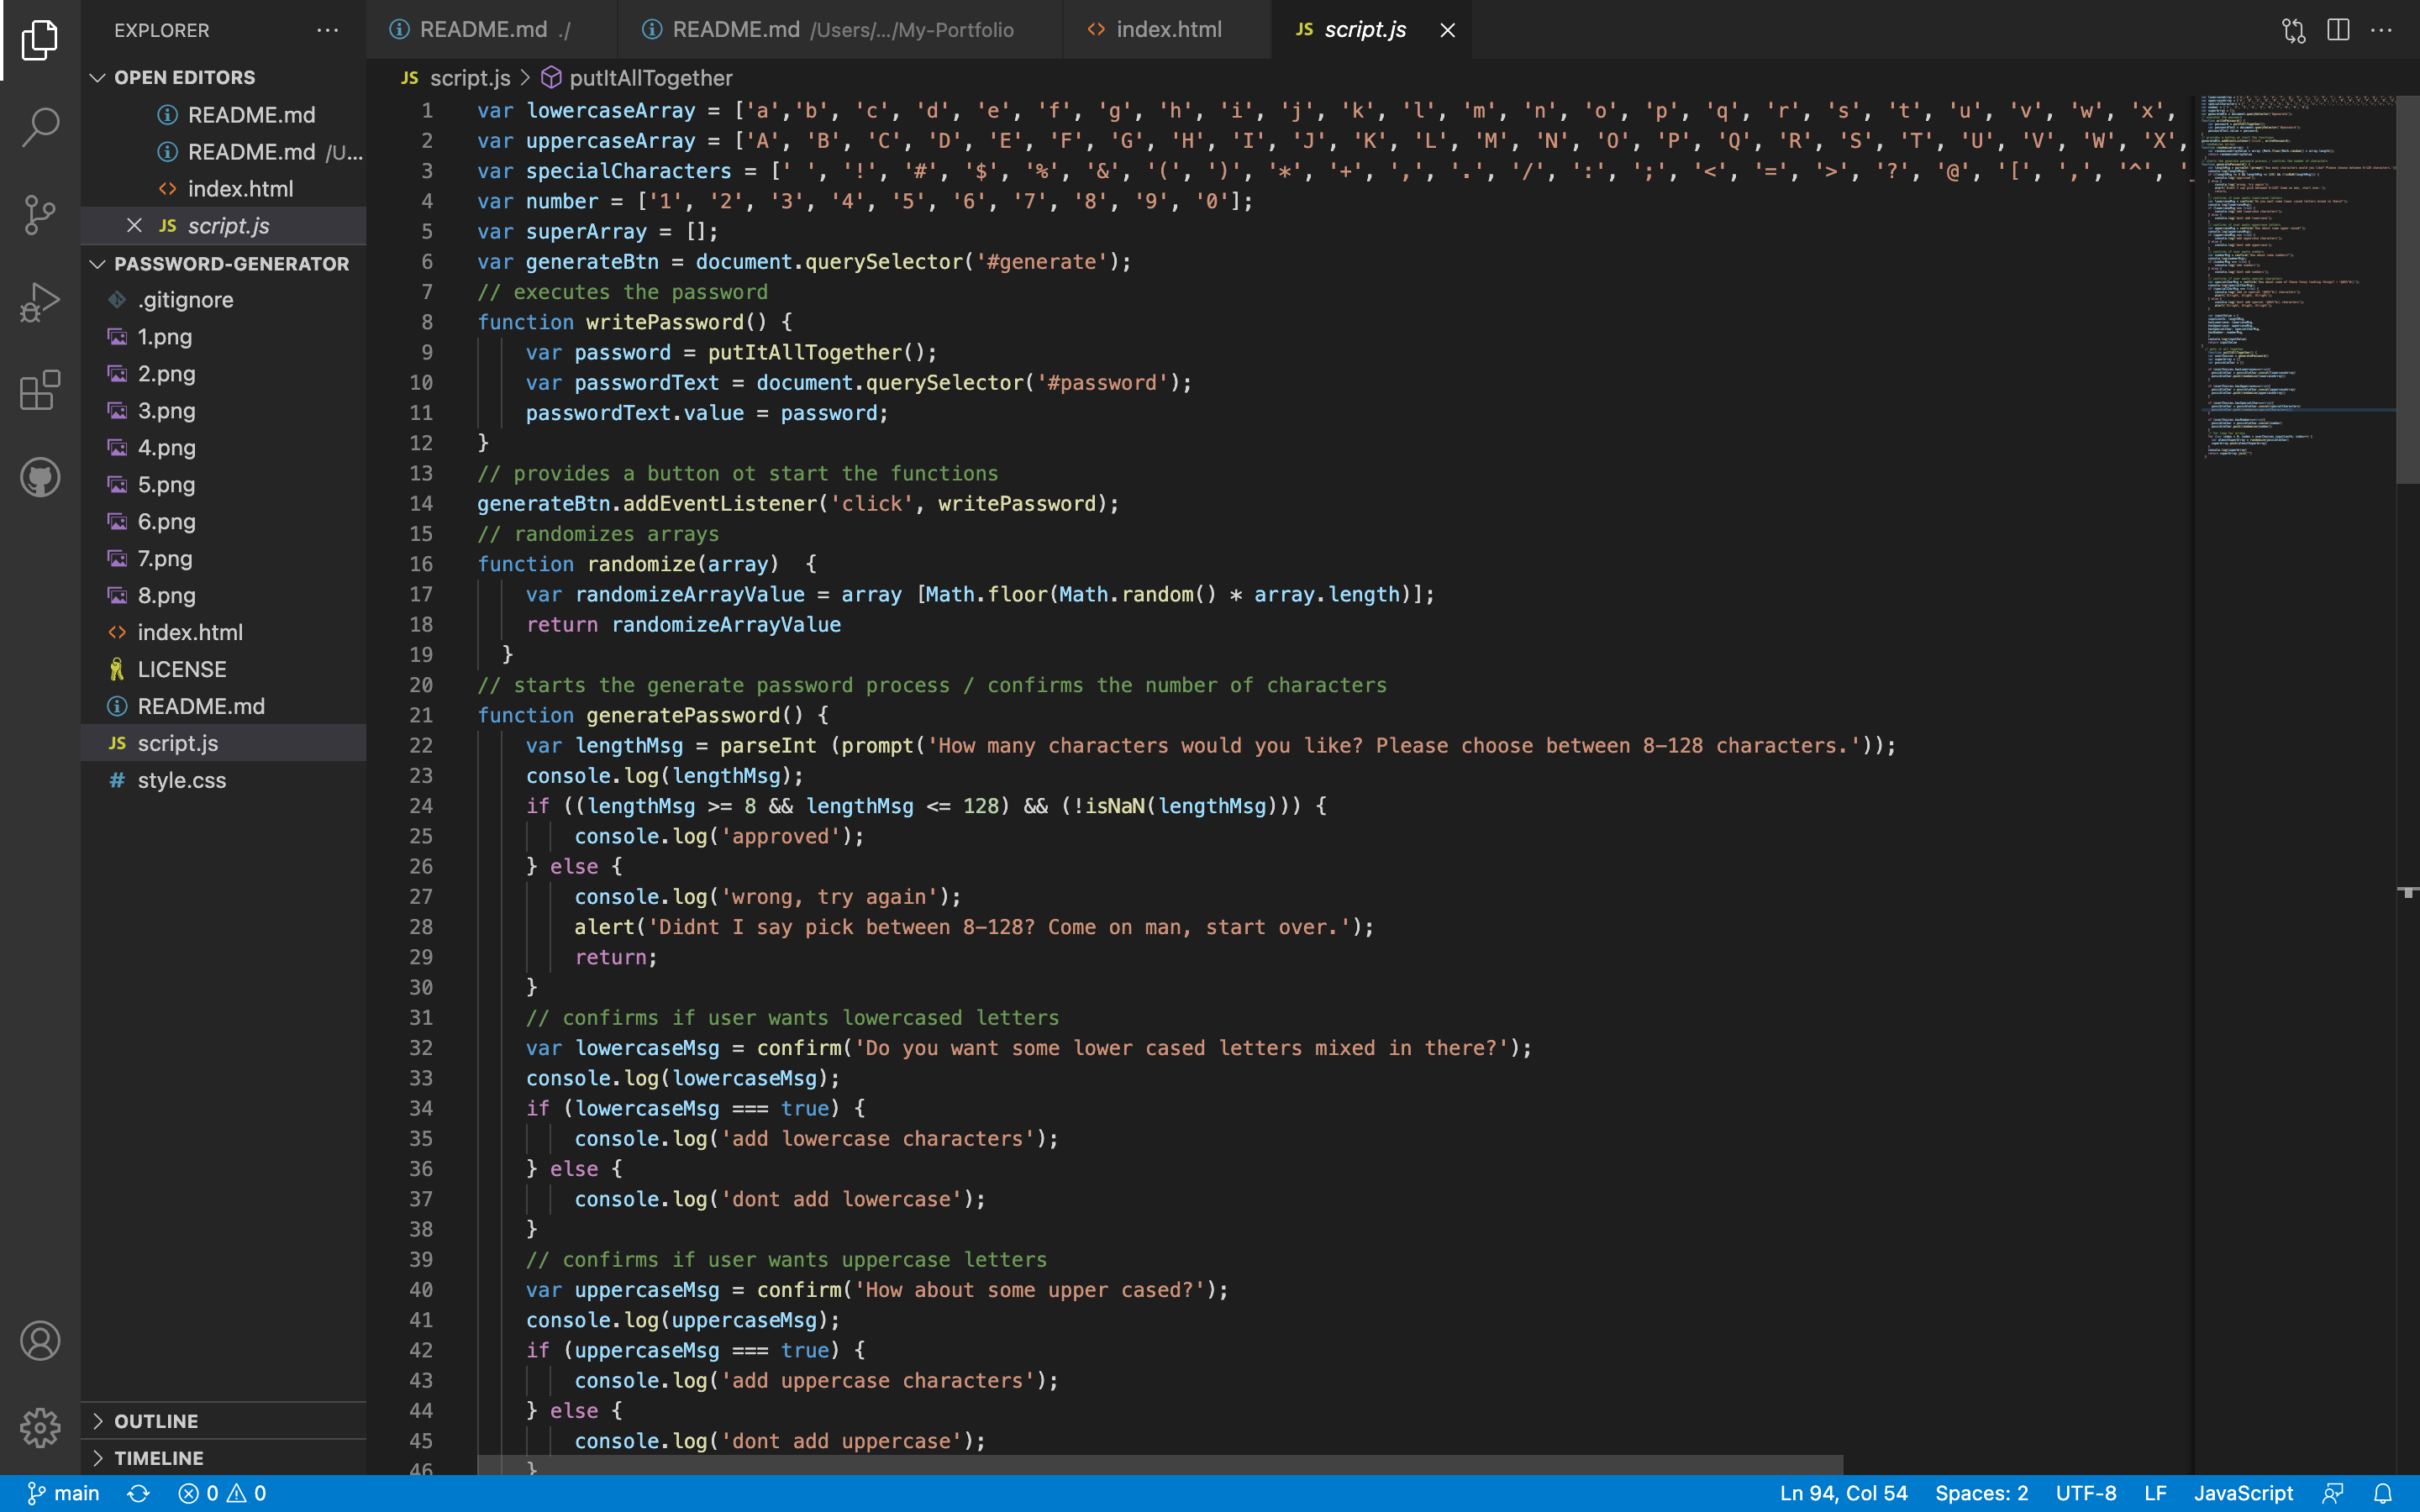 EXPLORER
OPEN EDITORS
README.md
README.md /U...
index.html
script.js
PASSWORD-GENERATOR
.gitignore
1.png
2.png
3.png
4.png
5.png
6.png
7.png
8.png
index.html
LICENSE
README.md
JS script.js
# style.css
OUTLINE
TIMELINE
README.md ./
README.md /Users/.../My-Portfolio
index.html
JS script.js
JS script.js > putItAllTogether
1 var lowercaseArray = ['a','b', 'c', 'd', 'e', 'f', 'g', 'h', 'i', 'j', 'k', 'l', 'm', 'n', 'o', 'p', 'q', 'r', 's', 't', 'u', 'v', 'w', 'x',
2 var uppercaseArray = ['A', 'B', 'C', 'D', 'E', 'F', 'G', 'H', 'I', 'J', 'K', 'L', 'M', 'N', 'O', 'P', 'Q', 'R', 'S', 'T', 'U', 'V', 'W', 'X',
3 var specialCharacters = [' ', '!', '#', '$', '%', '&', '(', ')', '*', '+', ',', '.', '/', ':', ';', '<', '=', '>', '?', '@', '[', ',', '^', '_
4 var number = ['1', '2', '3', '4', '5', '6', '7', '8', '9', '0'];
5 var superArray = [];
6 var generateBtn = document.querySelector('#generate');
7 // executes the password
8 function writePassword() {
9 var password = putItAllTogether();
10 var passwordText = document.querySelector('#password');
11 passwordText.value = password;
12 }
13 // provides a button ot start the functions
14 generateBtn.addEventListener('click', writePassword);
15 // randomizes arrays
16 function randomize(array)  {
17 var randomizeArrayValue = array [Math.floor(Math.random() * array.length)];
18 return randomizeArrayValue
19 }
20 // starts the generate password process / confirms the number of characters
21 function generatePassword() {
22 var lengthMsg = parseInt (prompt('How many characters would you like? Please choose between 8-128 characters.'));
23 console.log(lengthMsg);
24 if ((lengthMsg >= 8 && lengthMsg <= 128) && (!isNaN(lengthMsg))) {
25 console.log('approved');
26 } else {
27 console.log('wrong, try again');
28 alert('Didnt I say pick between 8-128? Come on man, start over.');
29 return;
30 }
31 // confirms if user wants lowercased letters
32 var lowercaseMsg = confirm('Do you want some lower cased letters mixed in there?');
33 console.log(lowercaseMsg);
34 if (lowercaseMsg === true) {
35 console.log('add lowercase characters');
36 } else {
37 console.log('dont add lowercase');
38 }
39 // confirms if user wants uppercase letters
40 var uppercaseMsg = confirm('How about some upper cased?');
41 console.log(uppercaseMsg);
42 if (uppercaseMsg === true) {
43 console.log('add uppercase characters');
44 } else {
45 console.log('dont add uppercase');
46 }
main 0 0 Ln 94, Col 54 Spaces: 2 UTF-8 LF JavaScript